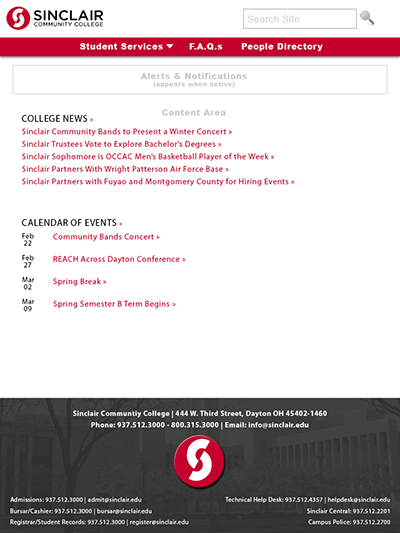 SINCLAIR
COMMUNITY COLLEGE
Search Site
Student Services F.A.Q.s People Directory
Alerts & Notifications
(appears when active)
Content Area
COLLEGE NEWS »
Sinclair Community Bands to Present a Winter Concert »
Sinclair Trustees Vote to Explore Bachelor's Degrees »
Sinclair Sophomore is OCCAC Men's Basketball Player of the Week »
Sinclair Partners With Wright Patterson Air Force Base »
Sinclair Partners with Fuyao and Montgomery County for Hiring Events »
CALENDAR OF EVENTS »
Feb
22 Community Bands Concert »
Feb
27 REACH Across Dayton Conference »
Mar
02 Spring Break »
Mar
09 Spring Semester B Term Begins »
Sinclair Communtiy College | 444 W. Third Street, Dayton OH 45402-1460
Phone: 937.512.3000 - 800.315.3000 | Email: info@sinclair.edu
Admissions: 937.512.3000 | admit@sinclair.edu Technical Help Desk: 937.512.4357 | helpdesk@sinclair.edu
Bursar/Cashier: 937.512.3000 | bursar@sinclair.edu Sinclair Central: 937.512.2201
Registrar/Student Records: 937.512.3000 | register@sinclair.edu Campus Police: 937.512.2700